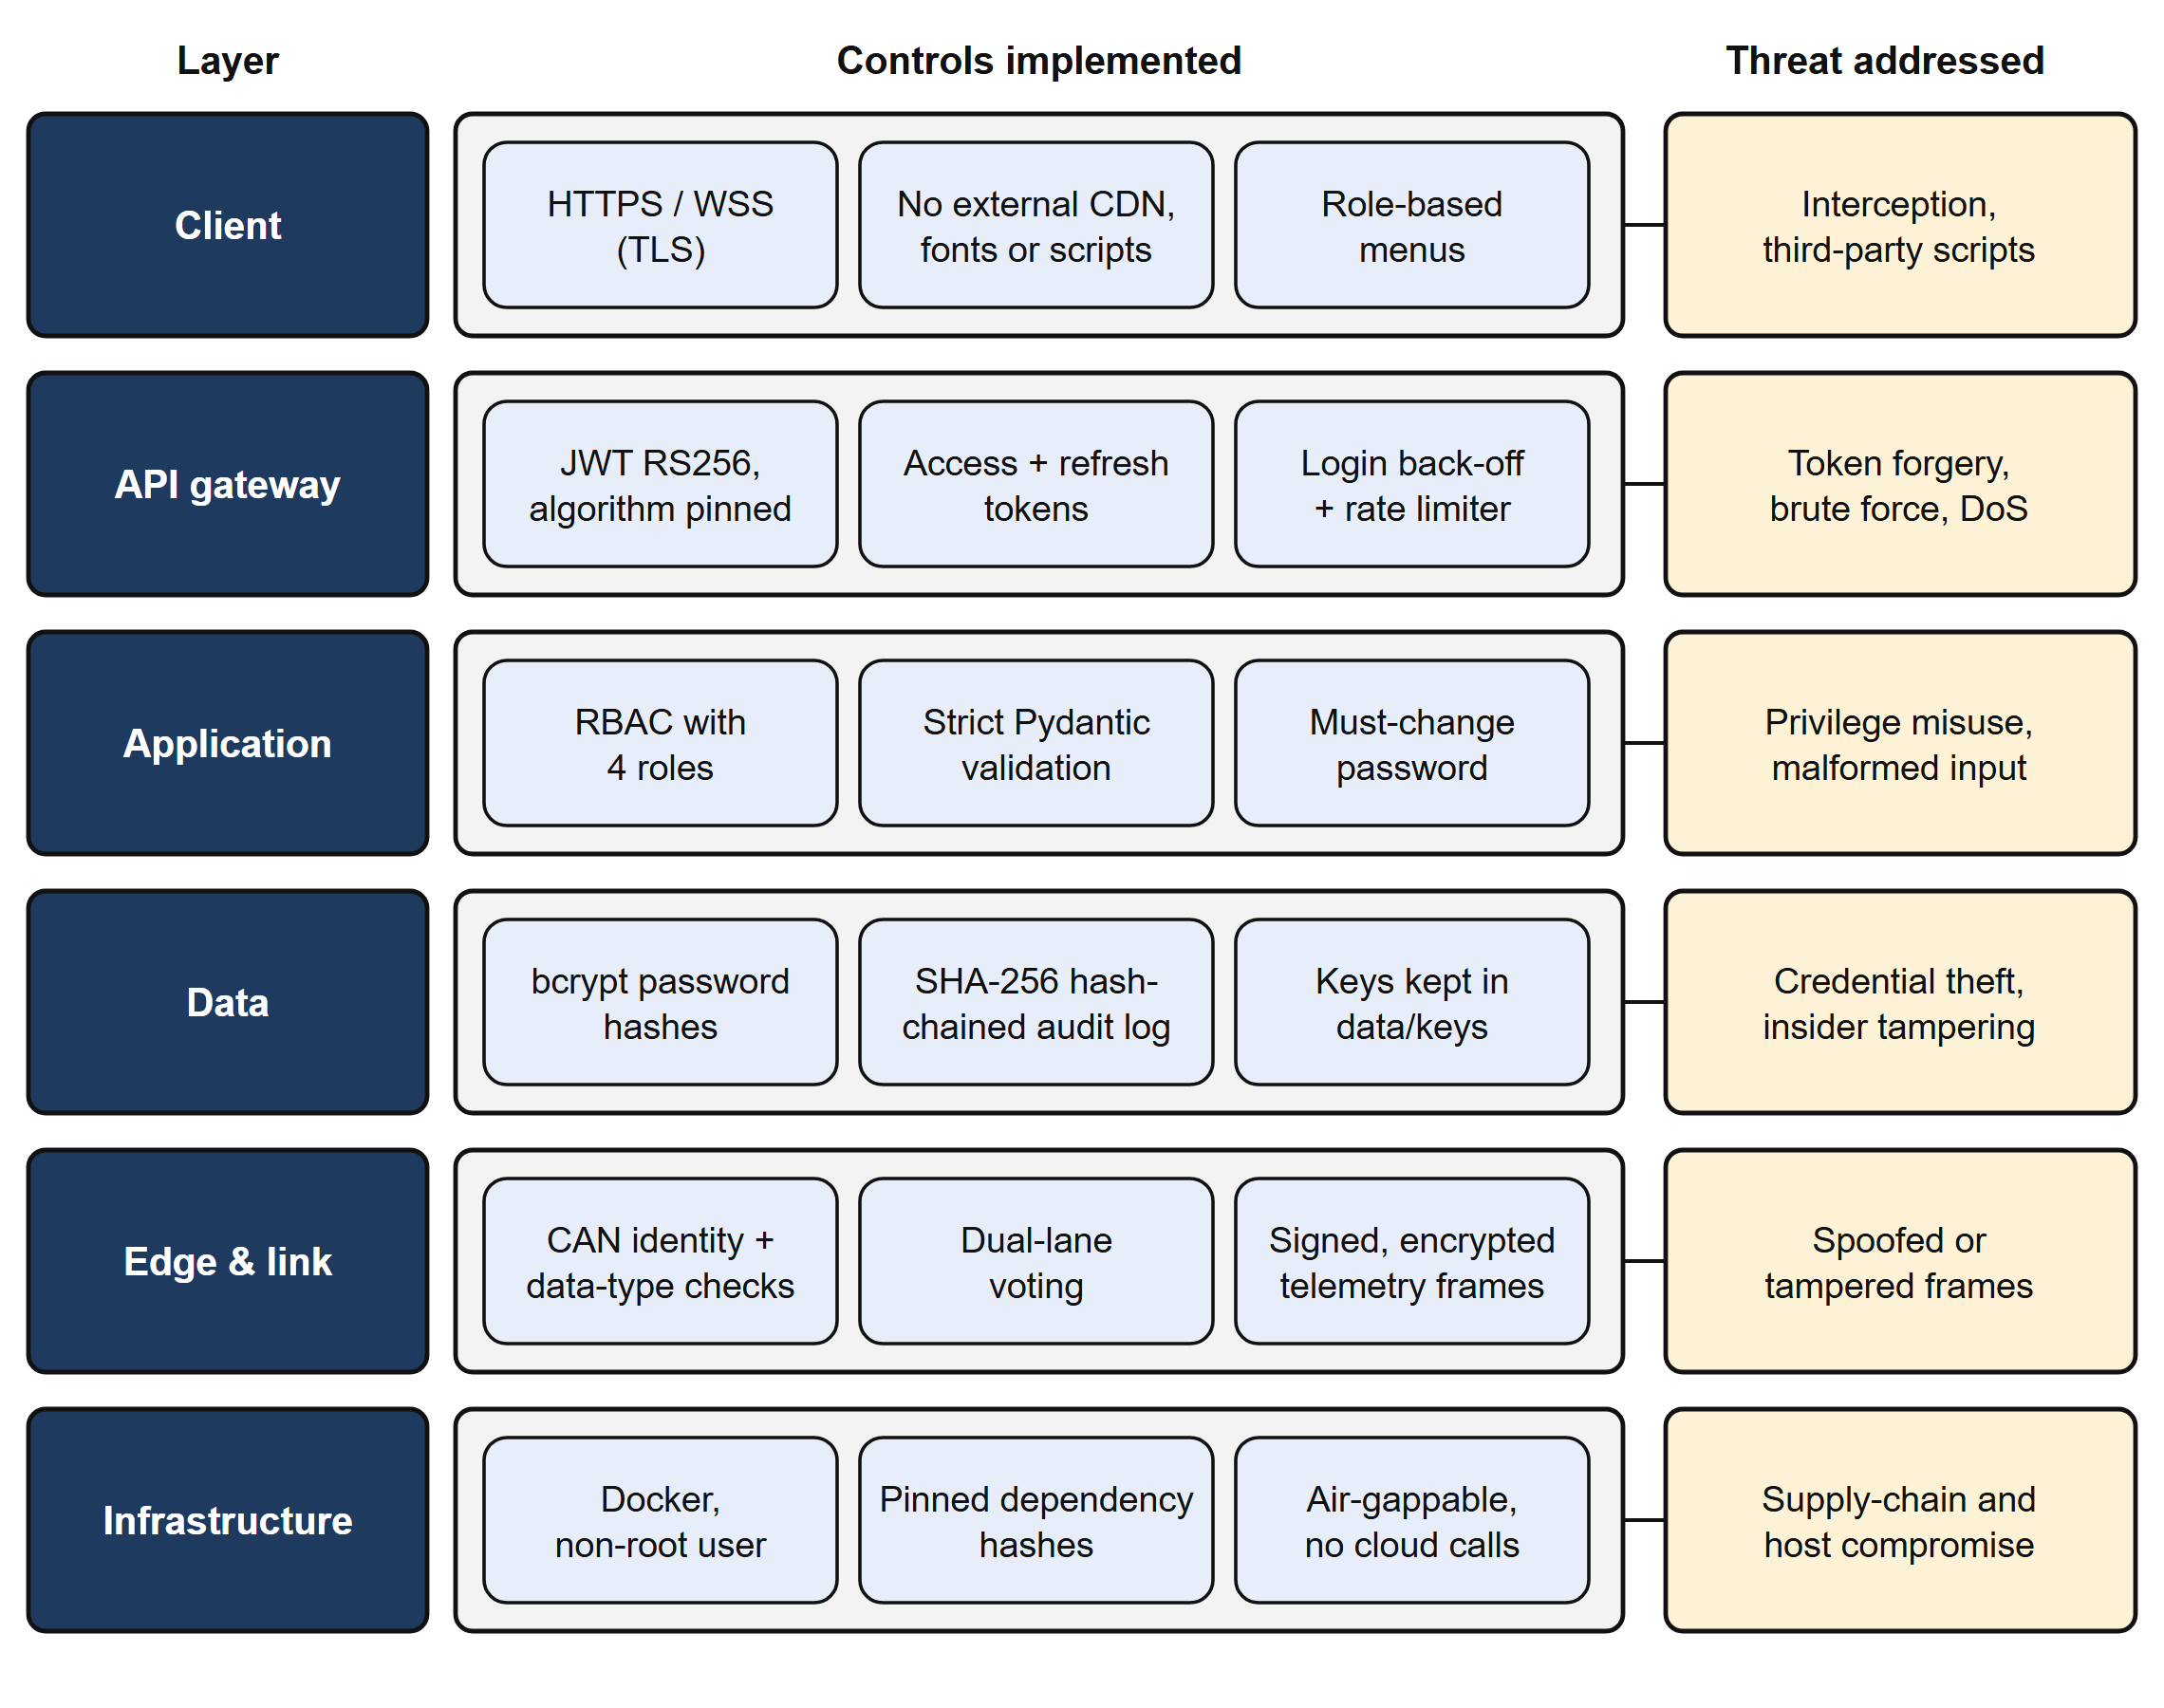 Layer
Controls implemented
Threat addressed
Client
HTTPS / WSS
(TLS)
No external CDN,
fonts or scripts
Role-based
menus
Interception,
third-party scripts
API gateway
JWT RS256,
algorithm pinned
Access + refresh
tokens
Login back-off
+ rate limiter
Token forgery,
brute force, DoS
Application
RBAC with
4 roles
Strict Pydantic
validation
Must-change
password
Privilege misuse,
malformed input
Data
bcrypt password
hashes
SHA-256 hash-
chained audit log
Keys kept in
data/keys
Credential theft,
insider tampering
Edge & link
CAN identity +
data-type checks
Dual-lane
voting
Signed, encrypted
telemetry frames
Spoofed or
tampered frames
Infrastructure
Docker,
non-root user
Pinned dependency
hashes
Air-gappable,
no cloud calls
Supply-chain and
host compromise